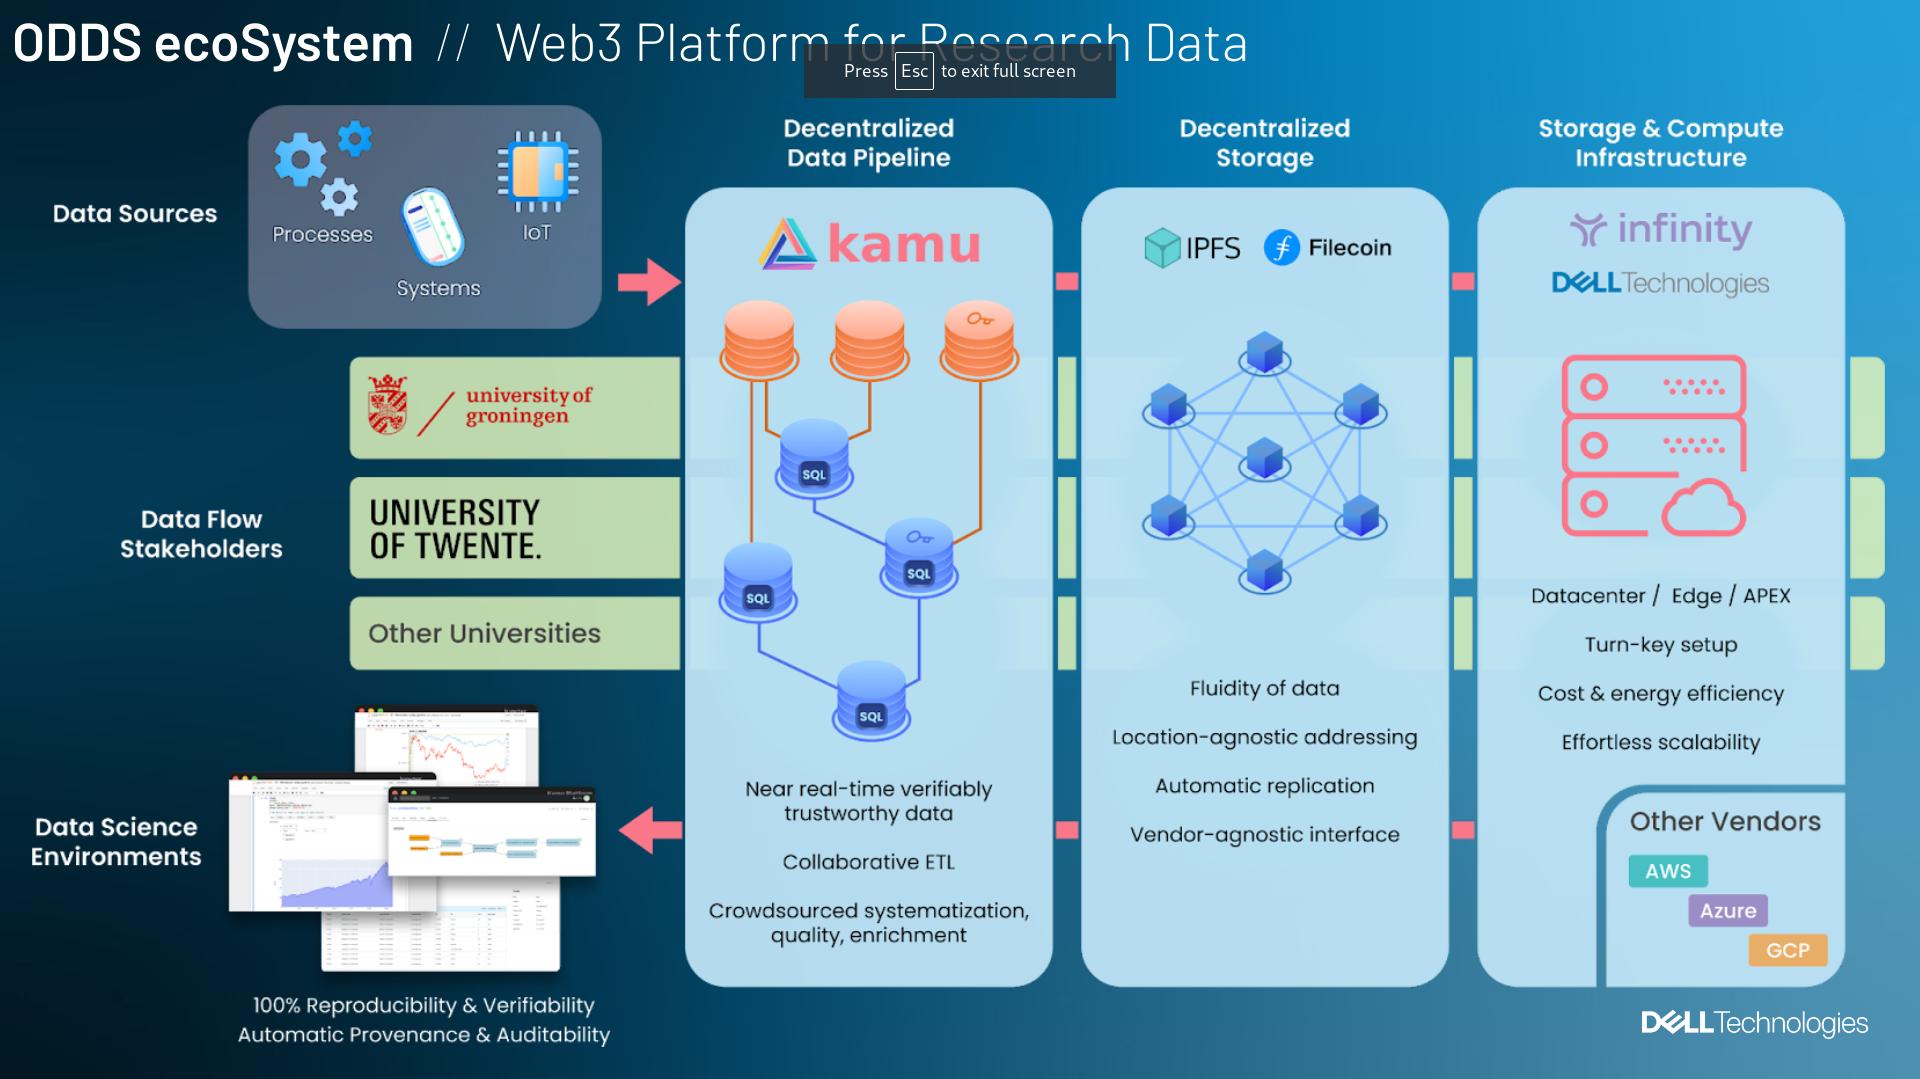 ODDS ecoSystem // Web3 Platform for Research Data
Press Esc to exit full screen
Data Sources
Processes
Systems
IoT
Data Flow
Stakeholders
university of
groningen
UNIVERSITY
OF TWENTE.
Other Universities
Data Science
Environments
100% Reproducibility & Verifiability
Automatic Provenance & Auditability
Decentralized
Data Pipeline
kamu
SQL
SQL
SQL
SQL
Near real-time verifiably
trustworthy data
Collaborative ETL
Crowdsourced systematization,
quality, enrichment
Decentralized
Storage
IPFS
Filecoin
Fluidity of data
Location-agnostic addressing
Automatic replication
Vendor-agnostic interface
Storage & Compute
Infrastructure
infinity
DELLTechnologies
Datacenter / Edge / APEX
Turn-key setup
Cost & energy efficiency
Effortless scalability
Other Vendors
AWS
Azure
GCP
DELLTechnologies